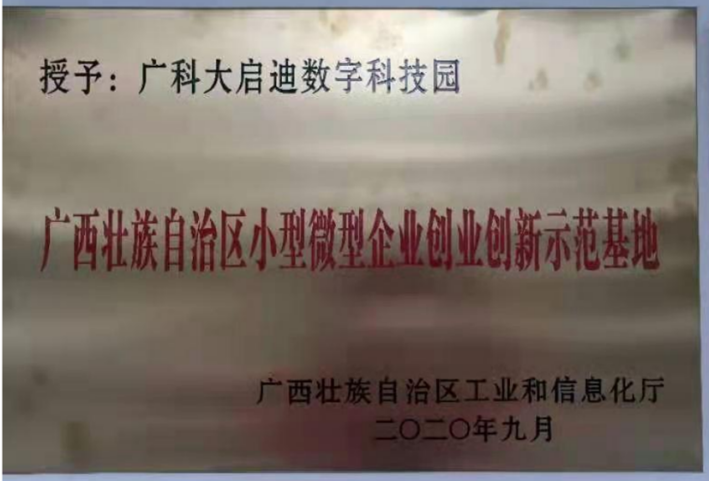 授予：广科大启迪数字科技园
广西壮族自治区小型微型企业创业创新示范基地
广西壮族自治区工业和信息化厅
二〇二〇年九月